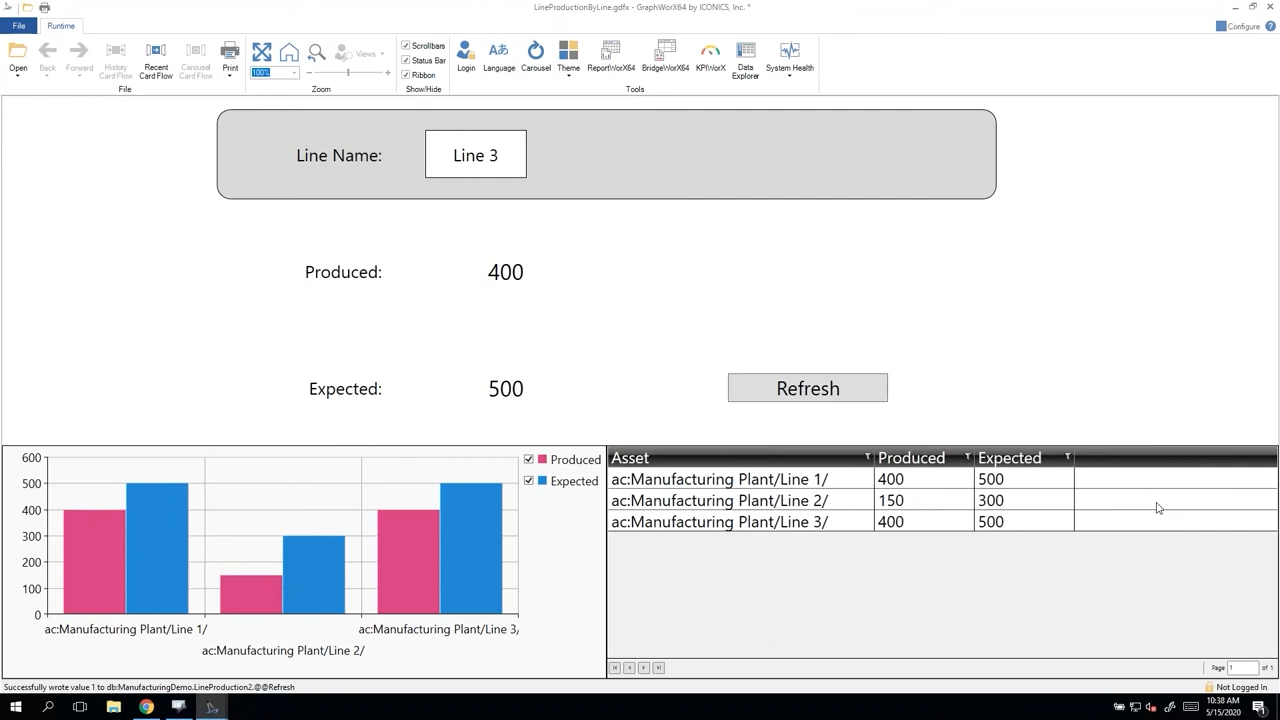 LineProductionByLine.gdfx - GraphWorX64 by ICONICS, Inc. *
File Runtime Configure
Open Back Forward History Card Flow Recent Card Flow Carousel Card Flow Print
File
100% Views
Zoom
Scrollbars
Status Bar
Ribbon
Show/Hide
Login Language Carousel Theme ReportWorX64 BridgeWorX64 KPIWorX Data Explorer System Health
Tools
Line Name: Line 3
Produced: 400
Expected: 500
Refresh
600
500
400
300
200
100
0
ac:Manufacturing Plant/Line 1/
ac:Manufacturing Plant/Line 2/
ac:Manufacturing Plant/Line 3/
Produced
Expected
Asset Produced Expected
ac:Manufacturing Plant/Line 1/ 400 500
ac:Manufacturing Plant/Line 2/ 150 300
ac:Manufacturing Plant/Line 3/ 400 500
Page 1 of 1
Successfully wrote value 1 to db:ManufacturingDemo.LineProduction2.@@Refresh
Not Logged In
10:38 AM
5/15/2020